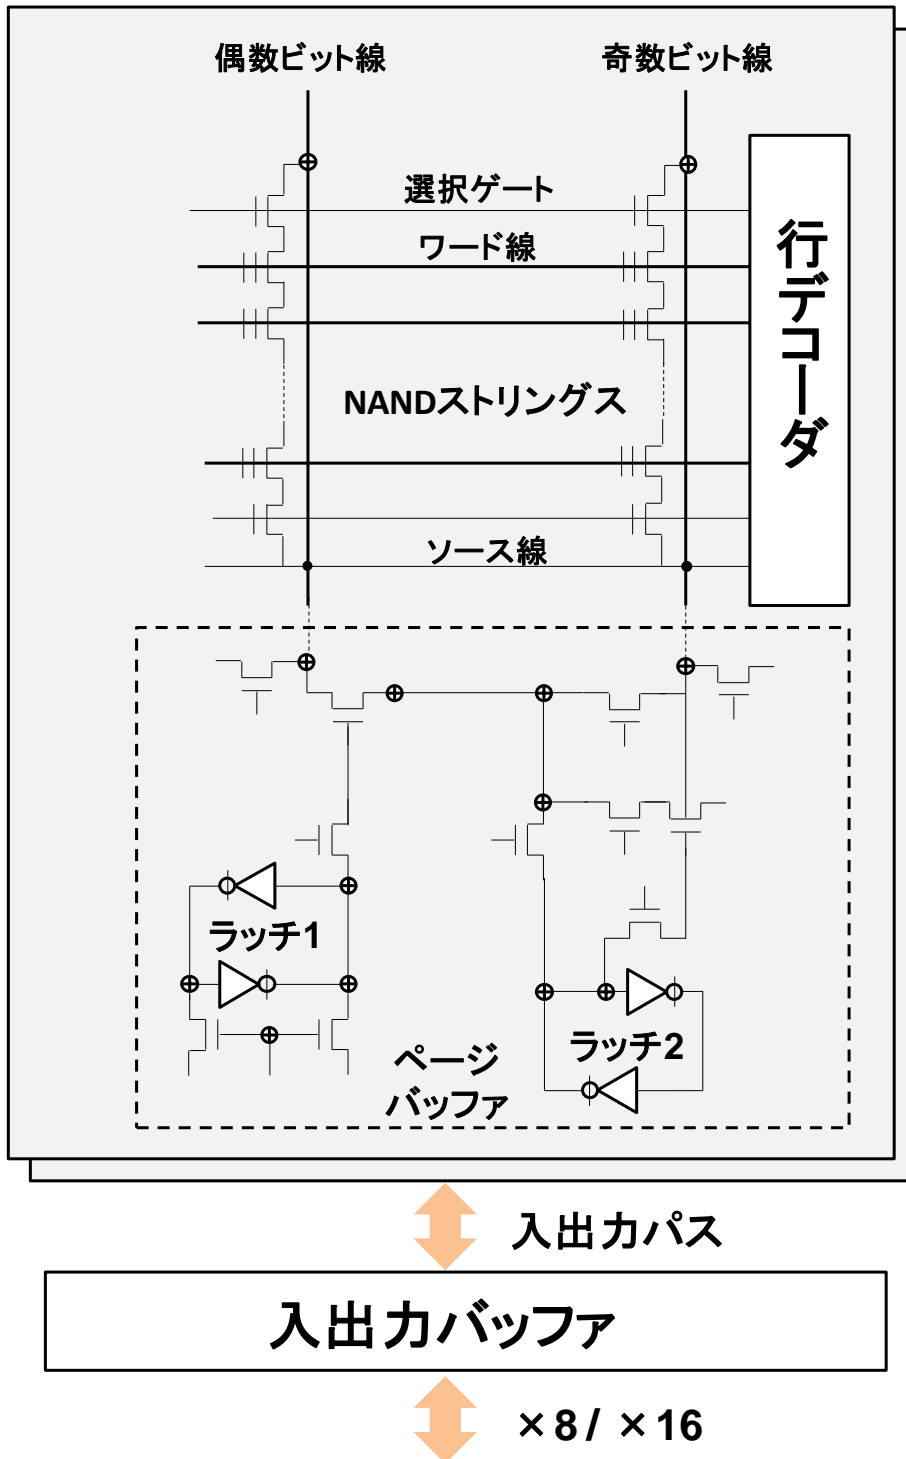 偶数ビット線
奇数ビット線
選択ゲート
ワード線
行デコーダ
NANDストリングス
ソース線
ラッチ1
ラッチ2
ページ
バッファ
入出力パス
入出力バッファ
×8/ ×16